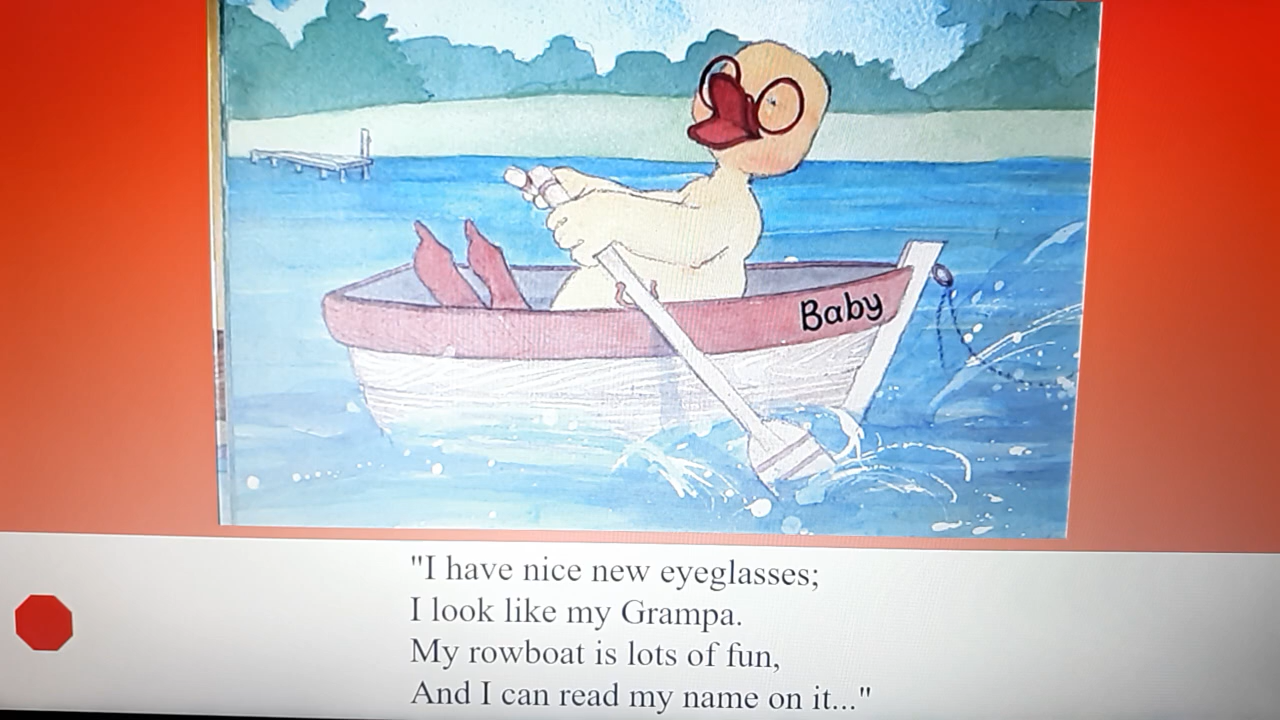 Baby
"I have nice new eyeglasses;
I look like my Grampa.
My rowboat is lots of fun,
And I can read my name on it..."